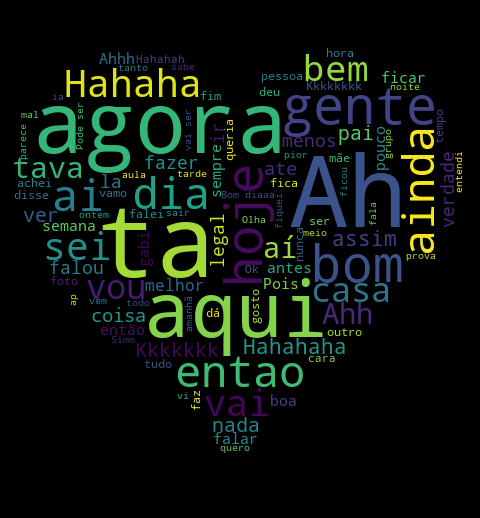 hora
Ahhh
Hahahah
tanto
sabe
bem
pessoa
ficar
Hahaha
deu
Kkkkkkkk
noite
ia
fim
agora
gente
mal
Pode ser
vai ser
queria
Ah
menos
pai
pouto
grupo
tempo
parece
tava
fazer
sempre
ir
ate
mãe
ainda
verdade
entendi
achei
ai
dia
aula
tarde
pior
ficou
disse
Bom diaaa
fica
hoje
fiquei
ver
ontem
falei
sair
ta
legal
Olha
nunca
ser
fala
semana
meio
assim
sei
gabi
aí
bom
prova
falou
Ok
antes
foto
la
vou
melhor
Pois
casa
ap
vem
vamo
todo
amanhã
aqui
gosto
coisa
dá
Ahh
então
outro
Simm
Kkkkkkk
Hahahaha
tudo
cara
entao
vi
faz
vai
boa
nada
falar
quero